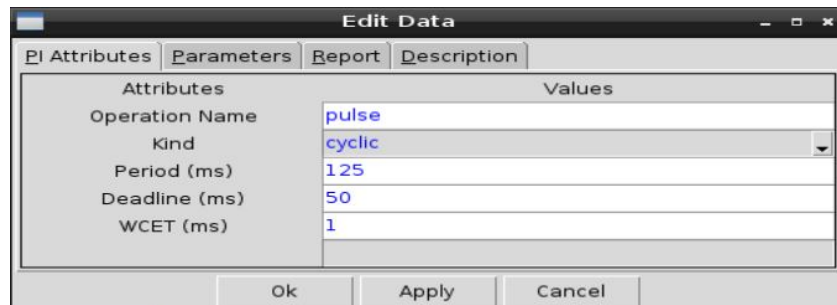 Edit Data
PI Attributes Parameters Report Description
Attributes Values
Operation Name pulse
Kind cyclic
Period (ms) 125
Deadline (ms) 50
WCET (ms) 1
Ok Apply Cancel